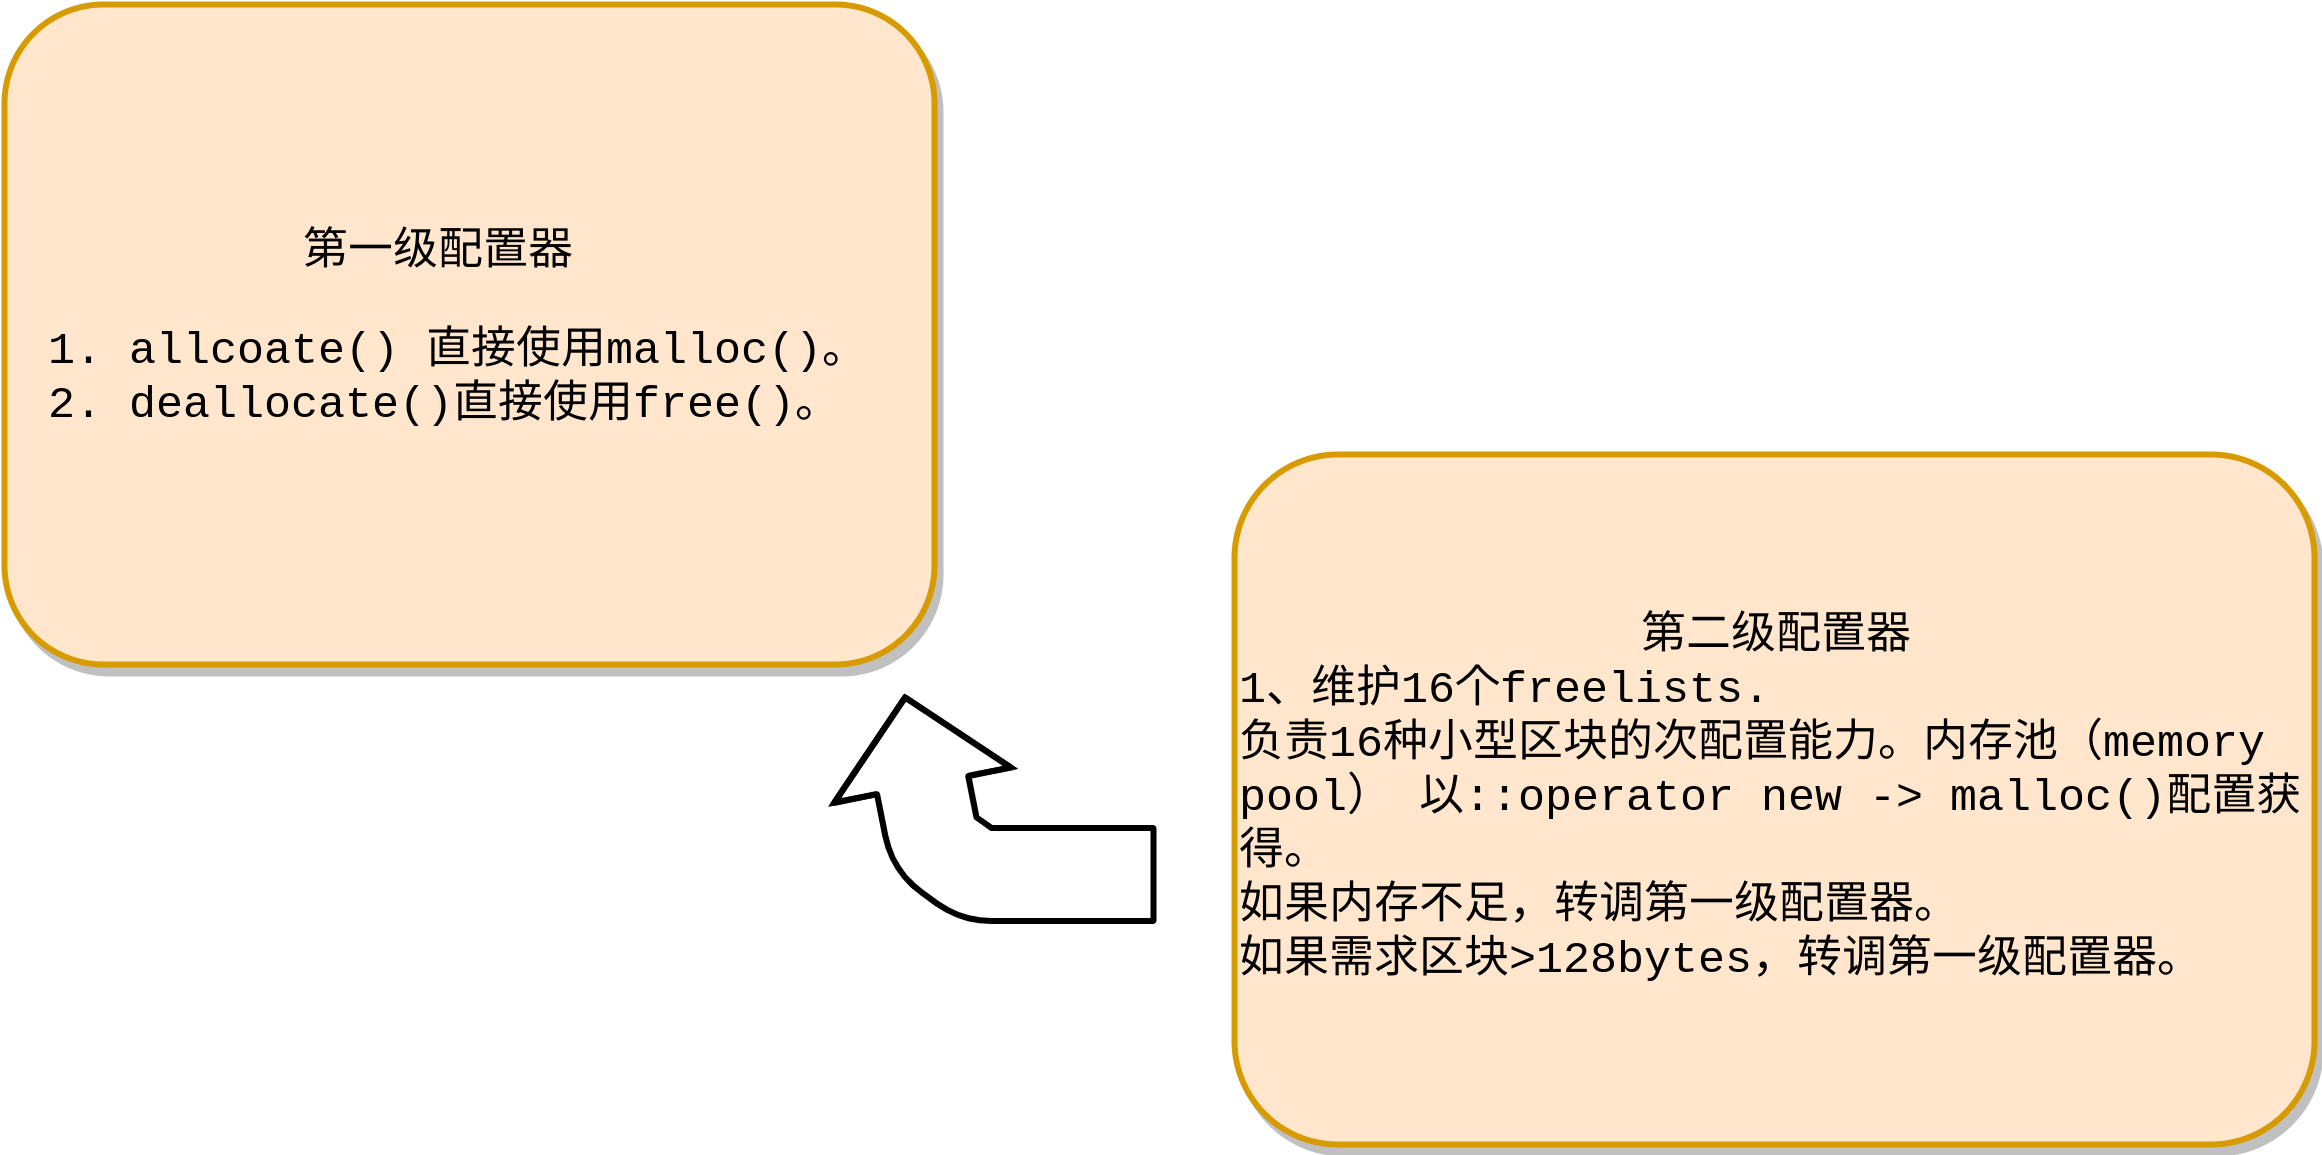 第一级配置器
1. allcoate() 直接使用malloc()。
2. deallocate()直接使用free()。
第二级配置器
1、维护16个freelists.
负责16种小型区块的次配置能力。内存池（memory
pool） 以::operator new -> malloc()配置获
得。
如果内存不足，转调第一级配置器。
如果需求区块>128bytes，转调第一级配置器。